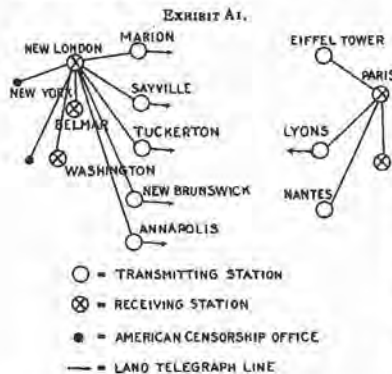 EXHIBIT A1.
MARION
NEW LONDON
EIFFEL TOWER
NEW YORK
SAYVILLE
PARIS
BELMAR
TUCKERTON
LYONS
WASHINGTON
NEW BRUNSWICK
NANTES
ANNAPOLIS
= TRANSMITTING STATION
= RECEIVING STATION
= AMERICAN CENSORSHIP OFFICE
= LAND TELEGRAPH LINE